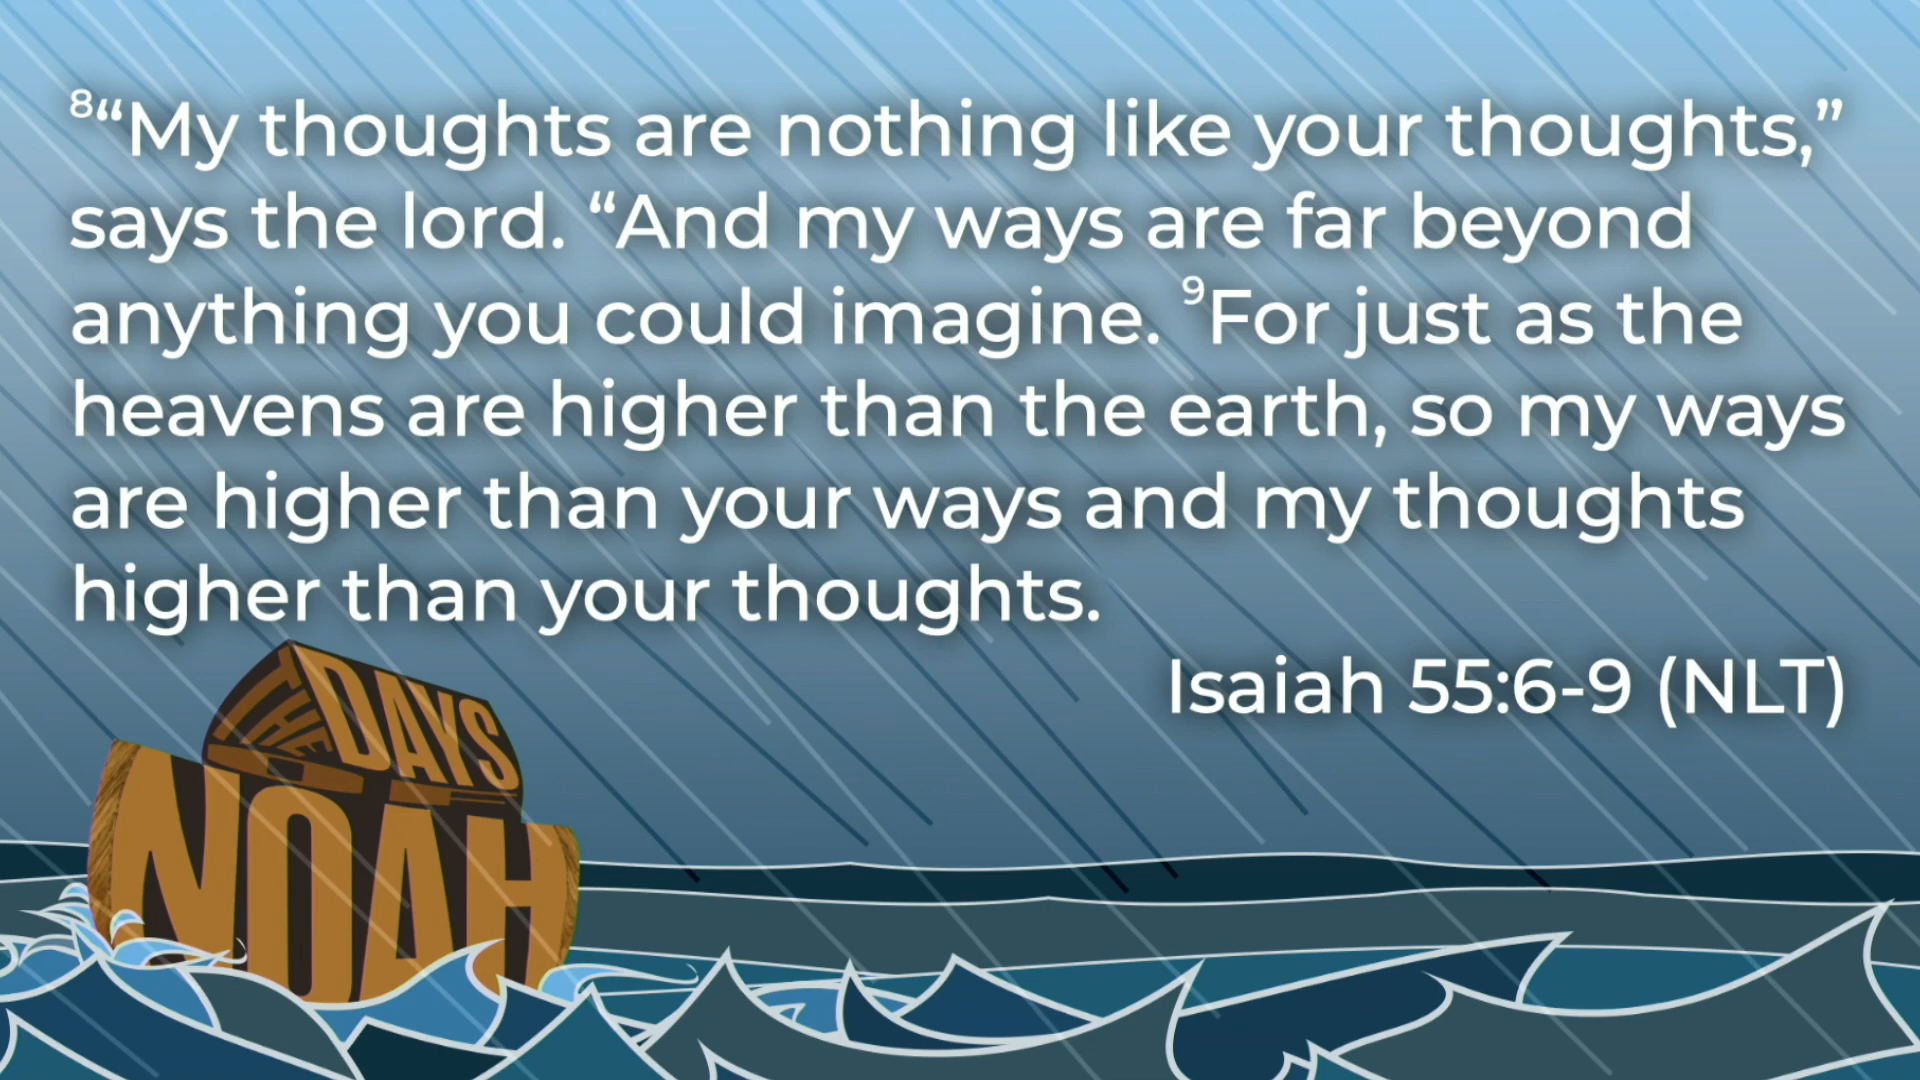 ⁸“My thoughts are nothing like your thoughts,”
says the lord. “And my ways are far beyond
anything you could imagine. ⁹For just as the
heavens are higher than the earth, so my ways
are higher than your ways and my thoughts
higher than your thoughts.
Isaiah 55:6-9 (NLT)
THE DAYS
NOAH